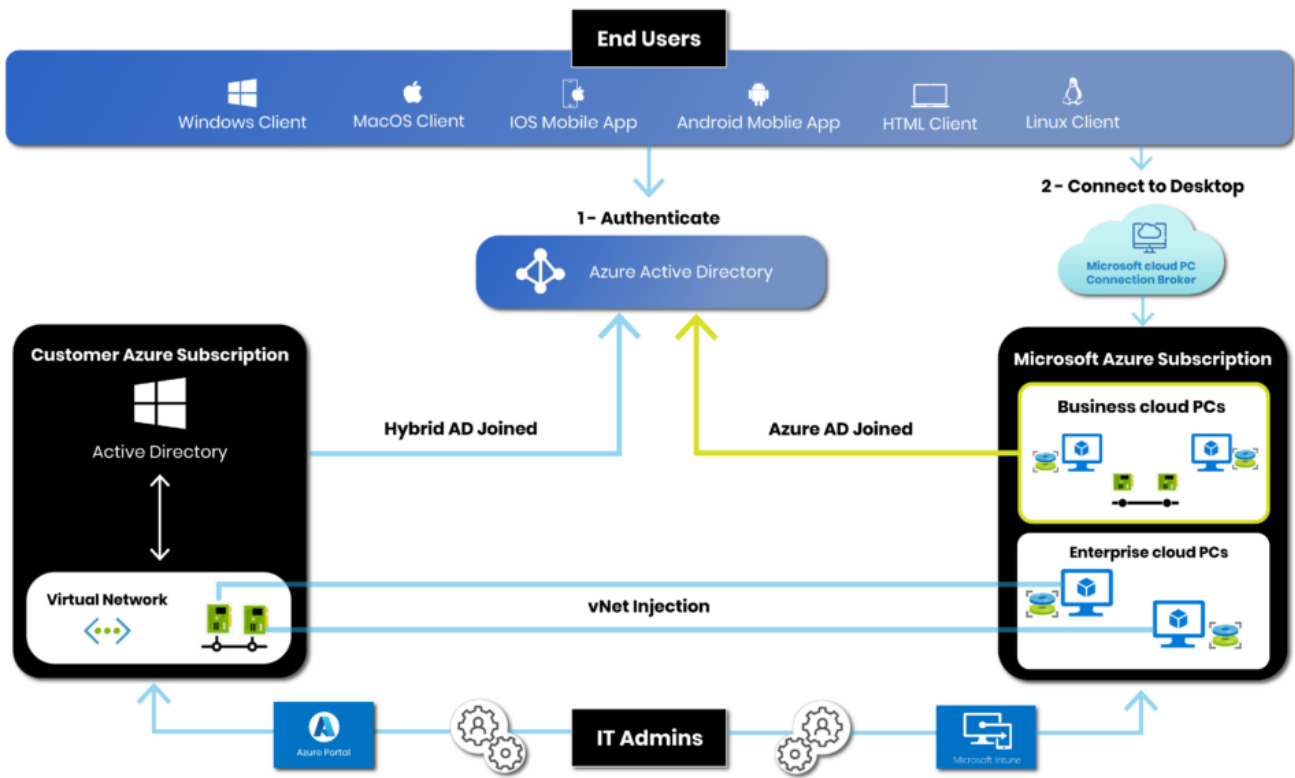 End Users
Windows Client
MacOS Client
IOS Mobile App
Android Moblie App
HTML Client
Linux Client
1 - Authenticate
2 - Connect to Desktop
Azure Active Directory
Microsoft cloud PC
Connection Broker
Customer Azure Subscription
Active Directory
Hybrid AD Joined
Azure AD Joined
Microsoft Azure Subscription
Business cloud PCs
Enterprise cloud PCs
Virtual Network
vNet Injection
Azure Portal
IT Admins
Microsoft Intune